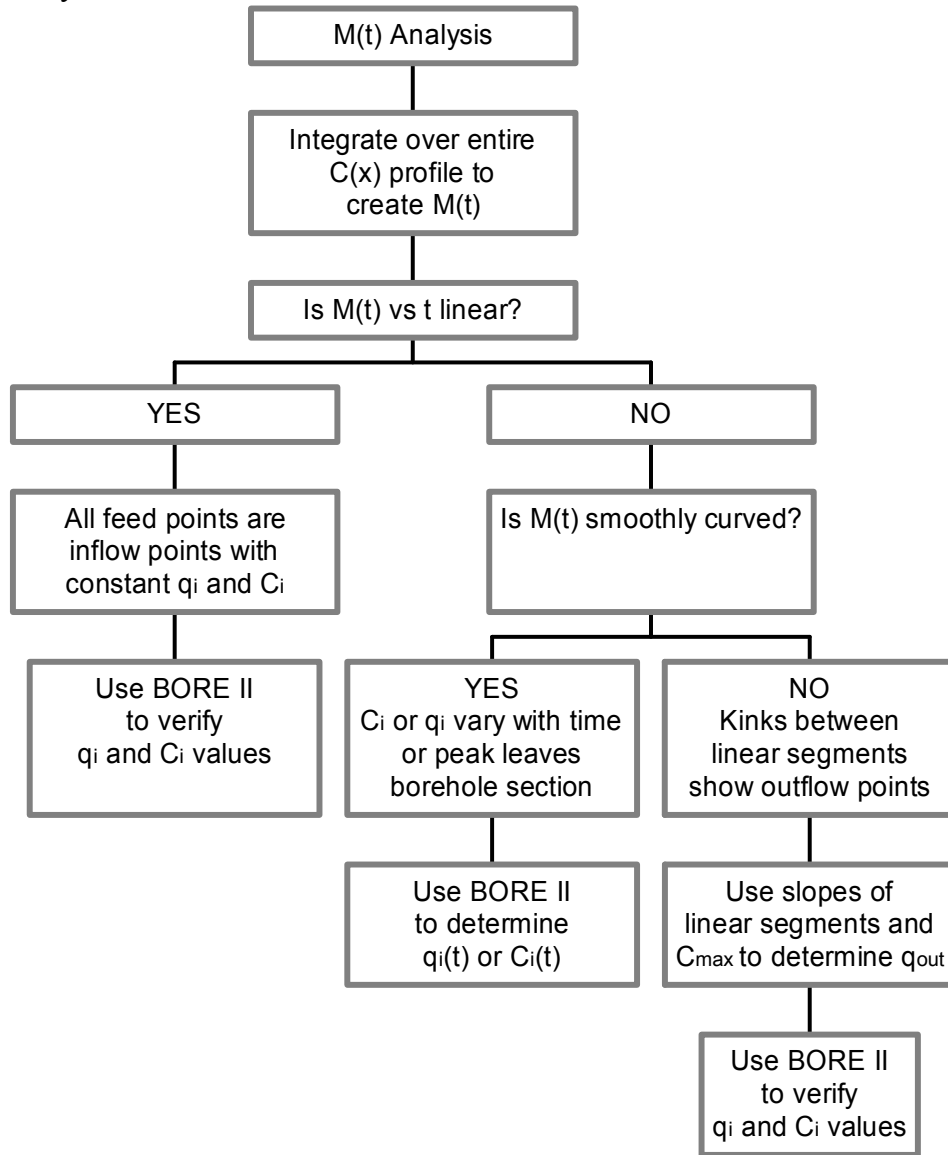 M(t) Analysis
Integrate over entire
C(x) profile to
create M(t)
Is M(t) vs t linear?
YES
NO
All feed points are
inflow points with
constant qi and Ci
Is M(t) smoothly curved?
Use BORE II
to verify
qi and Ci values
YES
Ci or qi vary with time
or peak leaves
borehole section
NO
Kinks between
linear segments
show outflow points
Use BORE II
to determine
qi(t) or Ci(t)
Use slopes of
linear segments and
Cmax to determine qout
Use BORE II
to verify
qi and Ci values